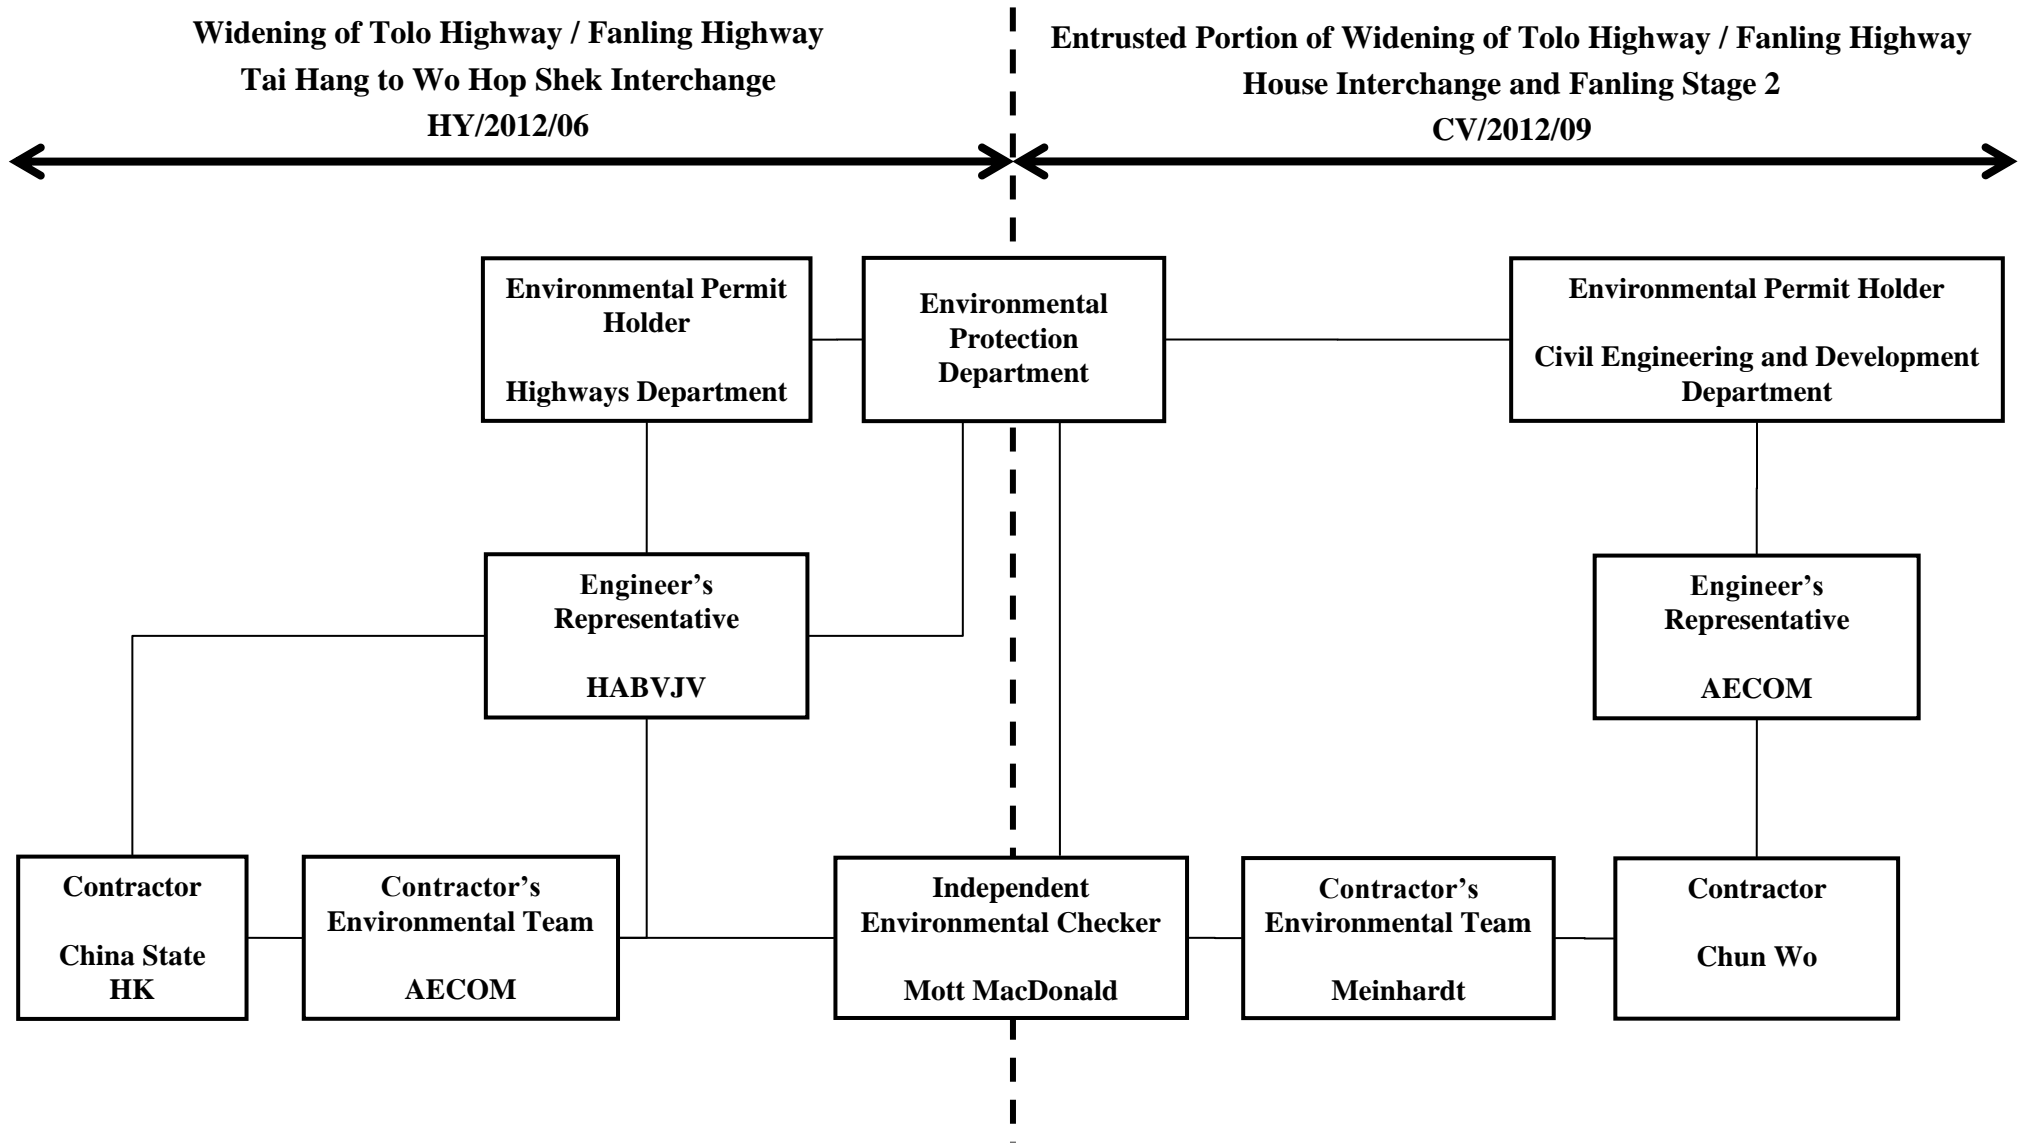 Widening of Tolo Highway / Fanling Highway
Tai Hang to Wo Hop Shek Interchange
HY/2012/06
Entrusted Portion of Widening of Tolo Highway / Fanling Highway
House Interchange and Fanling Stage 2
CV/2012/09
Environmental Permit
Holder
Highways Department
Environmental
Protection
Department
Environmental Permit Holder
Civil Engineering and Development
Department
Engineer’s
Representative
HABVJV
Engineer’s
Representative
AECOM
Contractor
China State
HK
Contractor’s
Environmental Team
AECOM
Independent
Environmental Checker
Mott MacDonald
Contractor’s
Environmental Team
Meinhardt
Contractor
Chun Wo